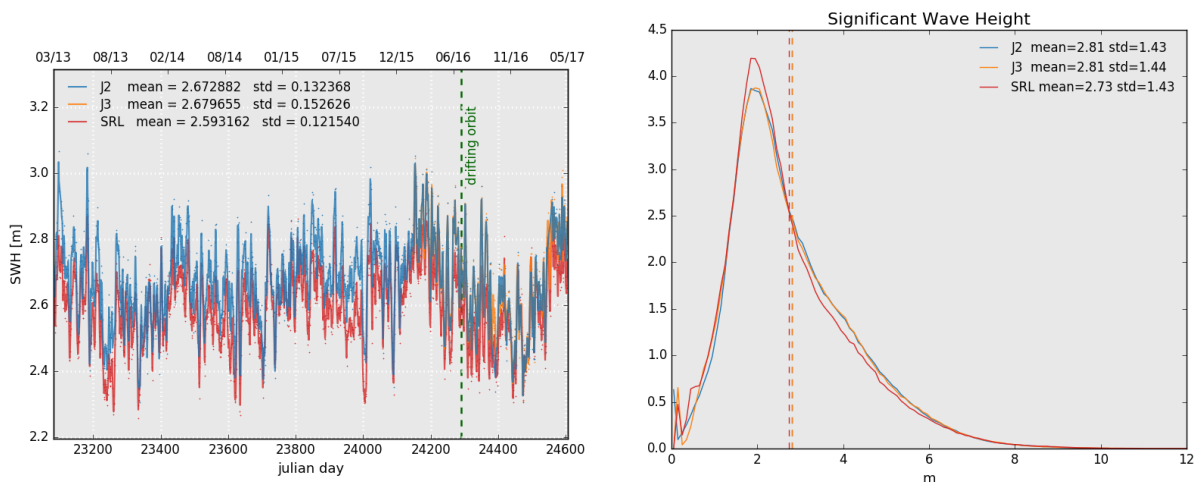 03/13 08/13 02/14 08/14 01/15 07/15 12/15 06/16 11/16 05/17
3.2
3.0
2.8
2.6
2.4
2.2
SWH [m]
J2 mean = 2.672882 std = 0.132368
J3 mean = 2.679655 std = 0.152626
SRL mean = 2.593162 std = 0.121540
drifting orbit
23200 23400 23600 23800 24000 24200 24400 24600
julian day
Significant Wave Height
4.5
4.0
3.5
3.0
2.5
2.0
1.5
1.0
0.5
0.0
J2 mean=2.81 std=1.43
J3 mean=2.81 std=1.44
SRL mean=2.73 std=1.43
0 2 4 6 8 10 12
m